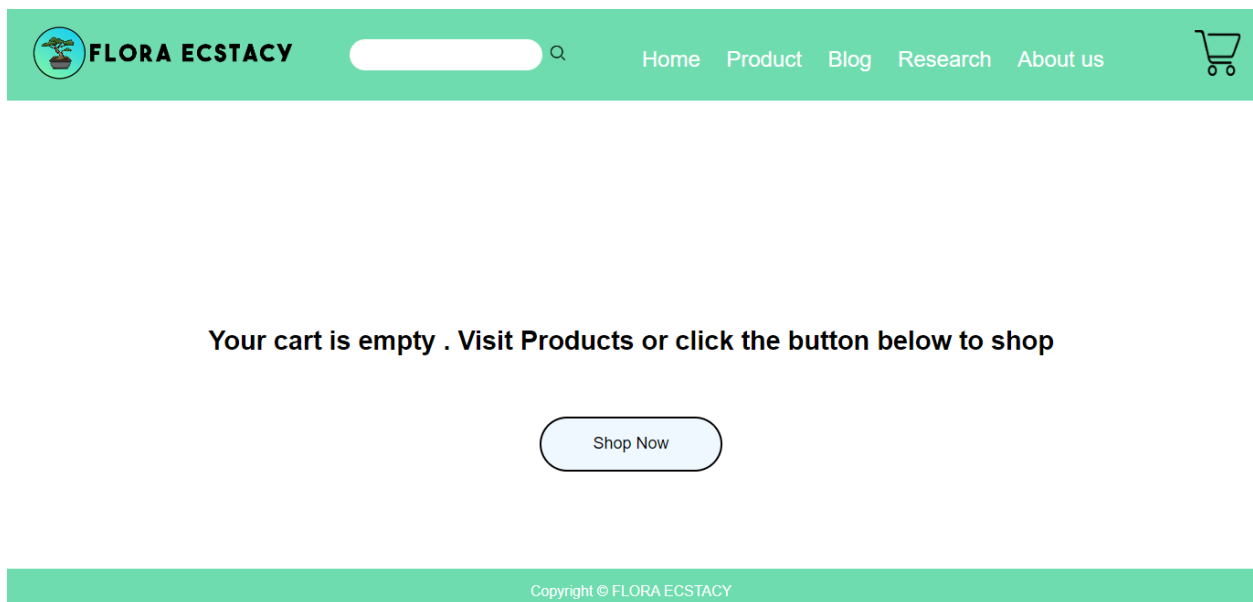 FLORA ECSTACY
Home Product Blog Research About us
Your cart is empty . Visit Products or click the button below to shop
Shop Now
Copyright © FLORA ECSTACY